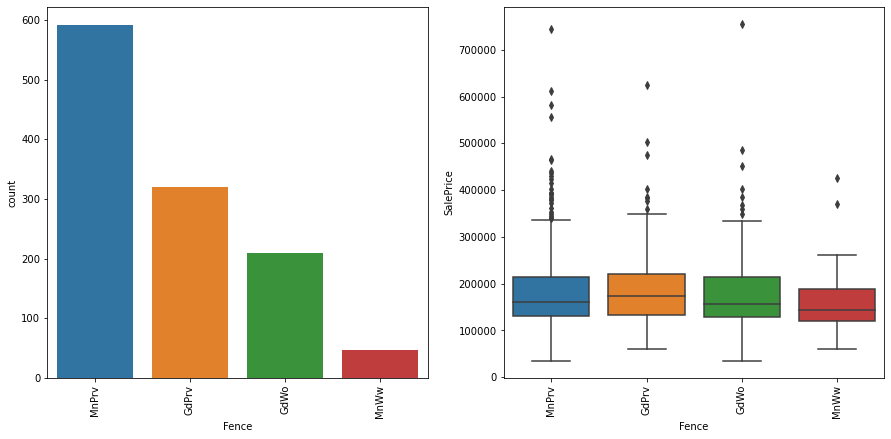 600
500
400
300
200
100
0
count
MnPrv
GdPrv
GdWo
MnWw
Fence
700000
600000
500000
400000
300000
200000
100000
0
SalePrice
MnPrv
GdPrv
GdWo
MnWw
Fence